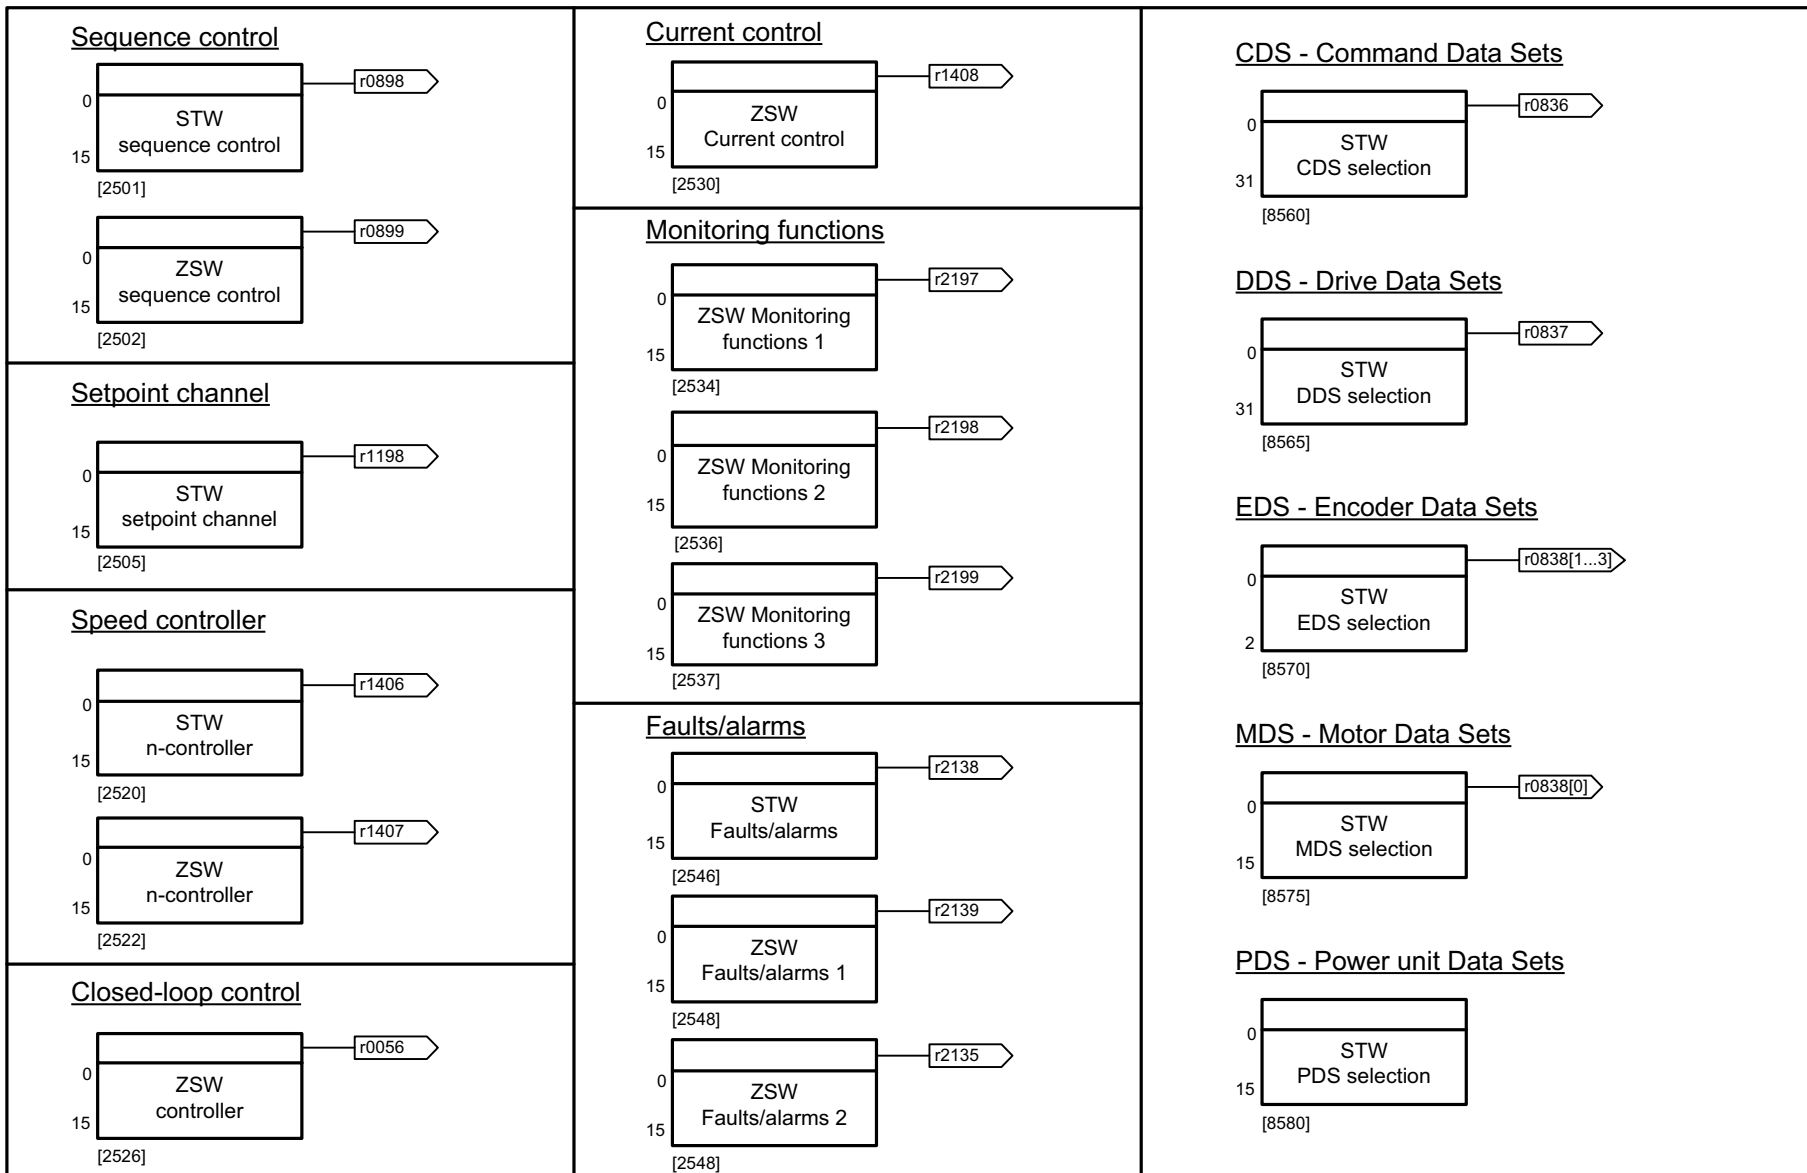 Sequence control
r0898
0
STW
sequence control
15
[2501]
r0899
0
ZSW
sequence control
15
[2502]
Setpoint channel
r1198
0
STW
setpoint channel
15
[2505]
Speed controller
r1406
0
STW
n-controller
15
[2520]
r1407
0
ZSW
n-controller
15
[2522]
Closed-loop control
r0056
0
ZSW
controller
15
[2526]
Current control
r1408
0
ZSW
Current control
15
[2530]
Monitoring functions
r2197
0
ZSW Monitoring
functions 1
15
[2534]
r2198
0
ZSW Monitoring
functions 2
15
[2536]
r2199
0
ZSW Monitoring
functions 3
15
[2537]
Faults/alarms
r2138
0
STW
Faults/alarms
15
[2546]
r2139
0
ZSW
Faults/alarms 1
15
[2548]
r2135
0
ZSW
Faults/alarms 2
15
[2548]
CDS - Command Data Sets
r0836
0
STW
CDS selection
31
[8560]
DDS - Drive Data Sets
r0837
0
STW
DDS selection
31
[8565]
EDS - Encoder Data Sets
r0838[1...3]
0
STW
EDS selection
2
[8570]
MDS - Motor Data Sets
r0838[0]
0
STW
MDS selection
15
[8575]
PDS - Power unit Data Sets
0
STW
PDS selection
15
[8580]